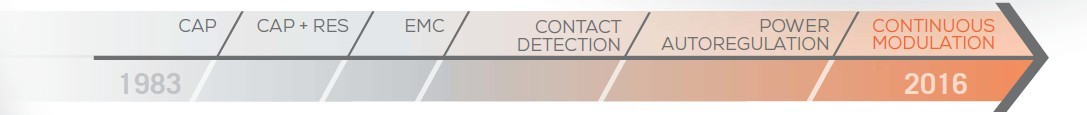 CAP
CAP + RES
EMC
CONTACT
DETECTION
POWER
AUTOREGULATION
CONTINUOUS
MODULATION
1983
2016